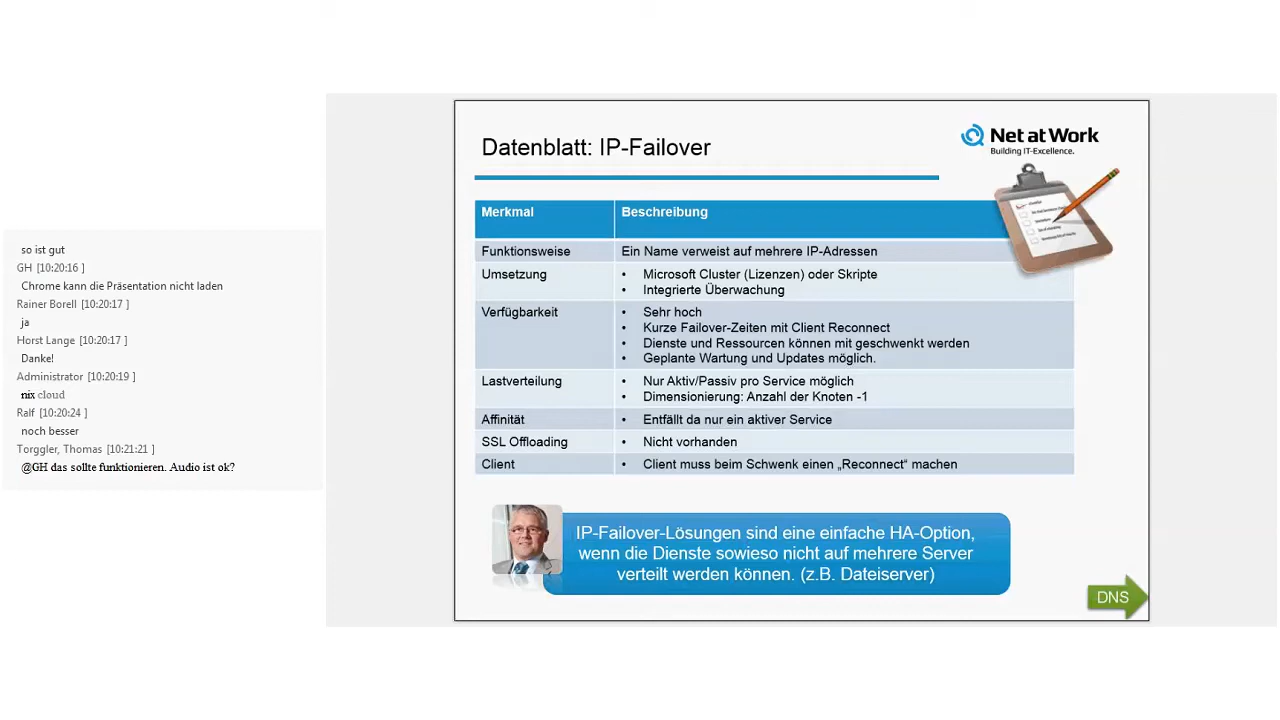 so ist gut
GH [10:20:16 ]
Chrome kann die Präsentation nicht laden
Rainer Borell [10:20:17 ]
ja
Horst Lange [10:20:17 ]
Danke!
Administrator [10:20:19 ]
nix cloud
Ralf [10:20:24 ]
noch besser
Torggler, Thomas [10:21:21 ]
@GH das sollte funktionieren. Audio ist ok?
Datenblatt: IP-Failover
Net at Work
Building IT-Excellence.
Merkmal Beschreibung
Funktionsweise Ein Name verweist auf mehrere IP-Adressen
Umsetzung • Microsoft Cluster (Lizenzen) oder Skripte
• Integrierte Überwachung
Verfügbarkeit • Sehr hoch
• Kurze Failover-Zeiten mit Client Reconnect
• Dienste und Ressourcen können mit geschwenkt werden
• Geplante Wartung und Updates möglich.
Lastverteilung • Nur Aktiv/Passiv pro Service möglich
• Dimensionierung: Anzahl der Knoten -1
Affinität • Entfällt da nur ein aktiver Service
SSL Offloading • Nicht vorhanden
Client • Client muss beim Schwenk einen „Reconnect“ machen
IP-Failover-Lösungen sind eine einfache HA-Option,
wenn die Dienste sowieso nicht auf mehrere Server
verteilt werden können. (z.B. Dateiserver)
DNS